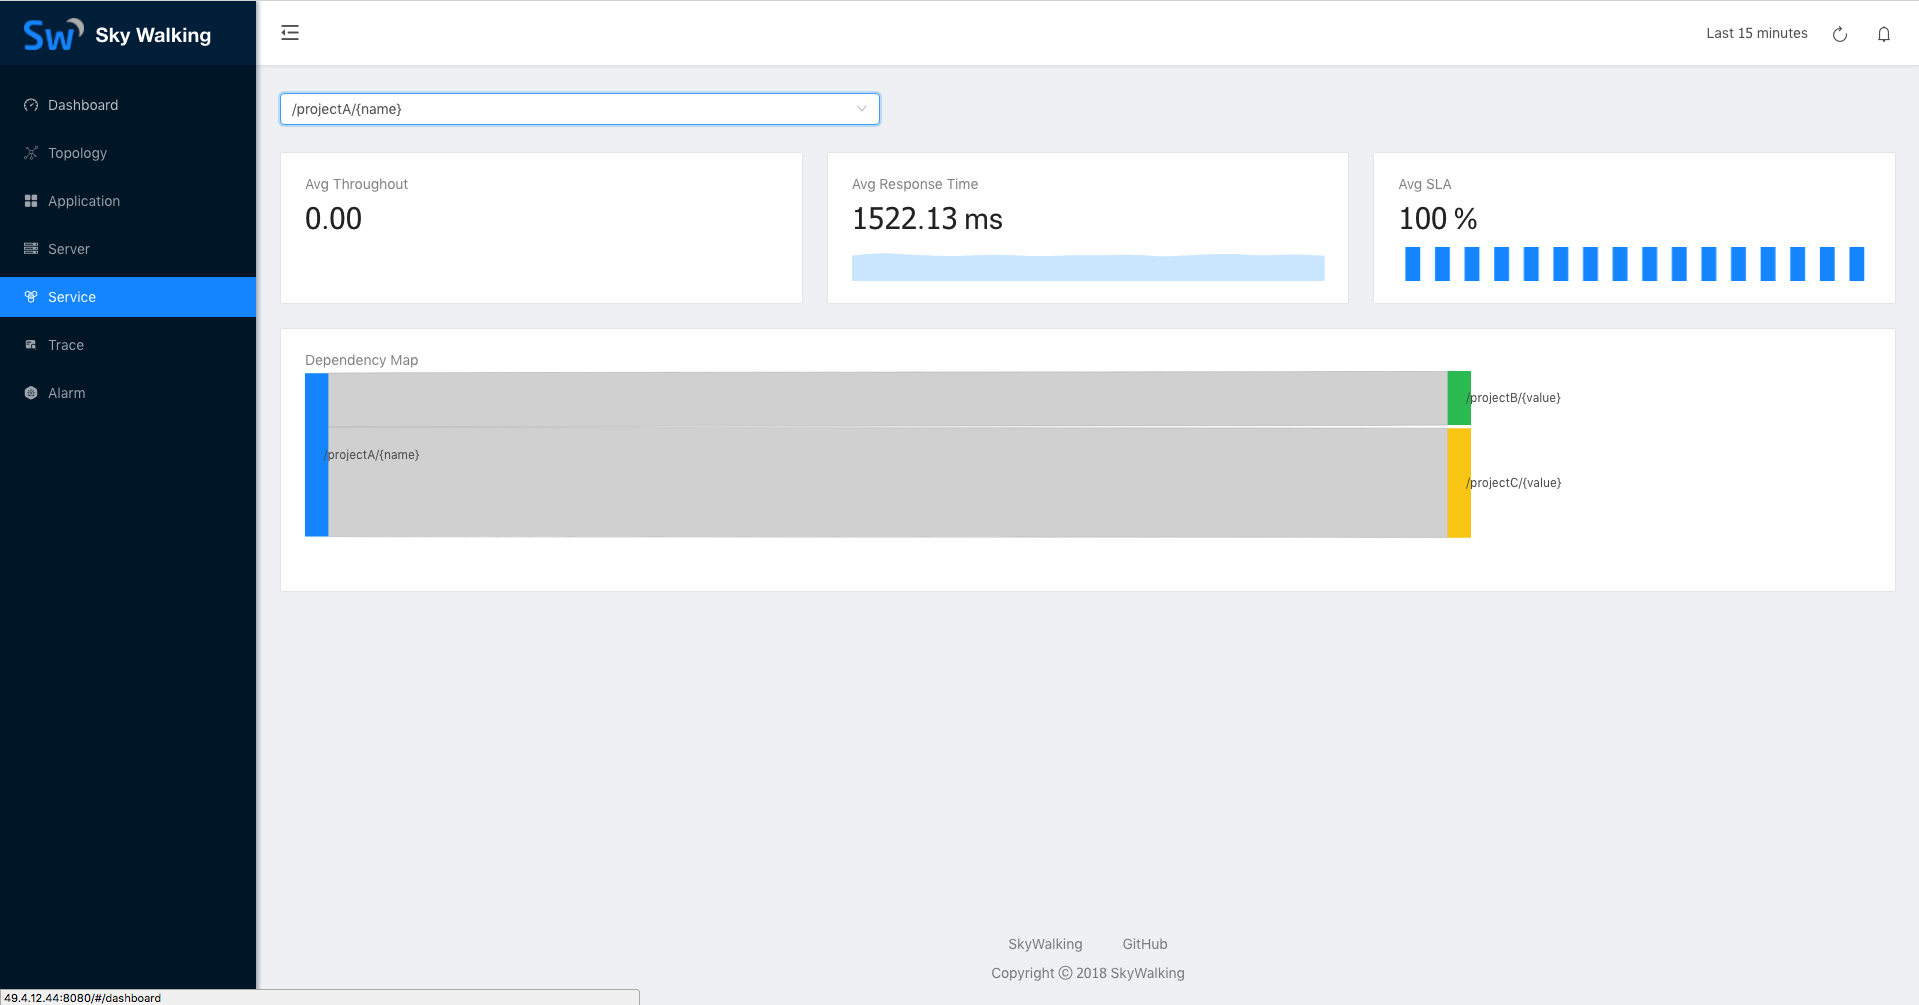 Sw Sky Walking
Last 15 minutes
Dashboard
Topology
Application
Server
Service
Trace
Alarm
/projectA/{name}
Avg Throughout
0.00
Avg Response Time
1522.13 ms
Avg SLA
100 %
Dependency Map
/projectB/{value}
/projectA/{name}
/projectC/{value}
SkyWalking GitHub
Copyright © 2018 SkyWalking
49.4.12.44:8080/#/dashboard